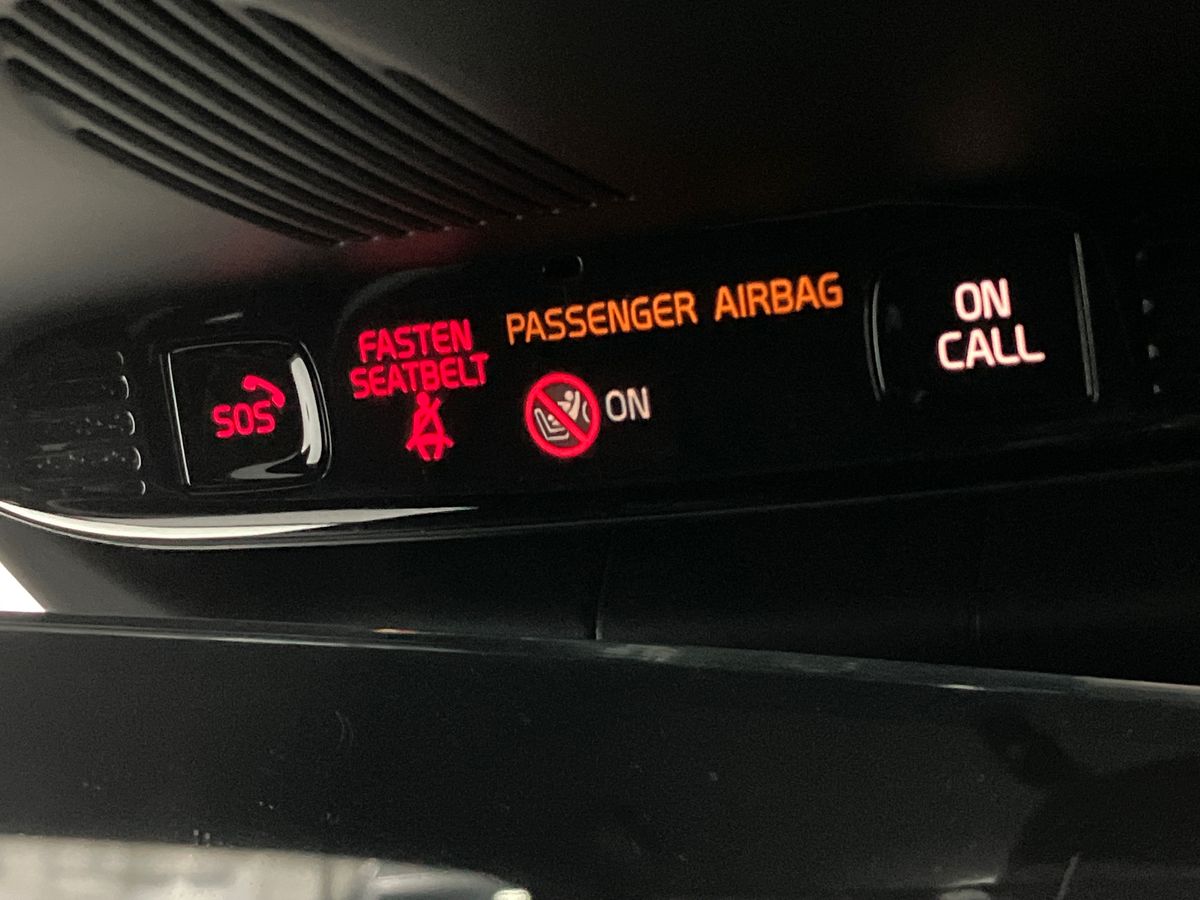 SOS
FASTEN
SEATBELT
PASSENGER AIRBAG
ON
ON
CALL